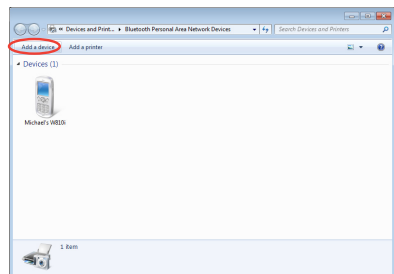 « Devices and Print... ▸ Bluetooth Personal Area Network Devices
Search Devices and Printers
Add a device
Add a printer
Devices (1)
Michael's W810i
1 item